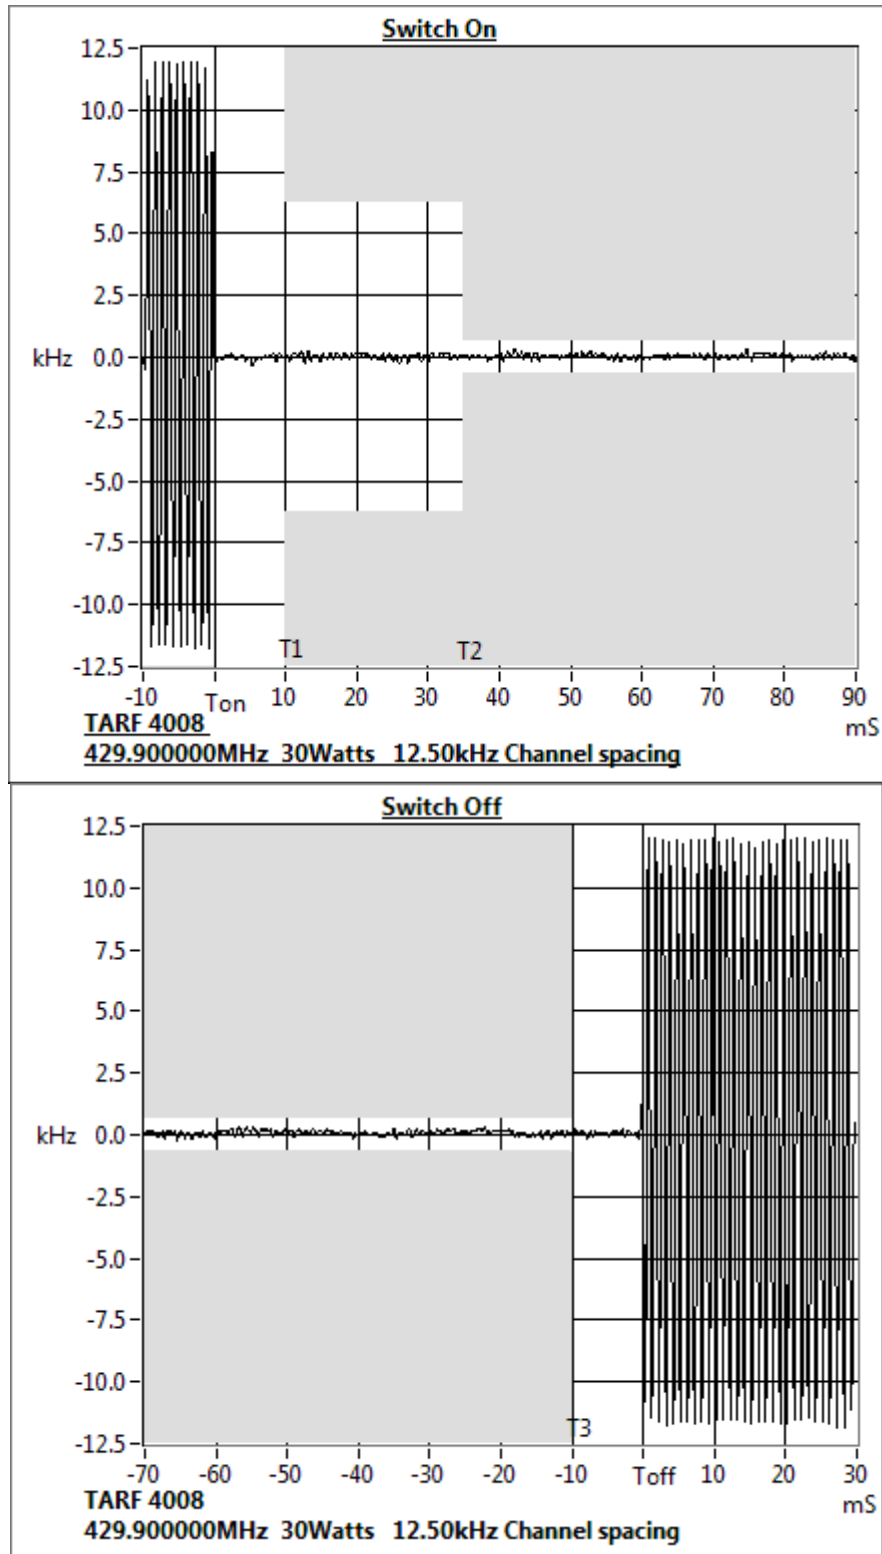 Switch On
12.5
10.0
7.5
5.0
2.5
kHz 0.0
-2.5
-5.0
-7.5
-10.0
-12.5
T1 T2
-10 Ton 10 20 30 40 50 60 70 80 90
mS
TARF 4008
429.900000MHz 30Watts 12.50kHz Channel spacing
Switch Off
12.5
10.0
7.5
5.0
2.5
kHz 0.0
-2.5
-5.0
-7.5
-10.0
-12.5
T3
-70 -60 -50 -40 -30 -20 -10 Toff 10 20 30
mS
TARF 4008
429.900000MHz 30Watts 12.50kHz Channel spacing